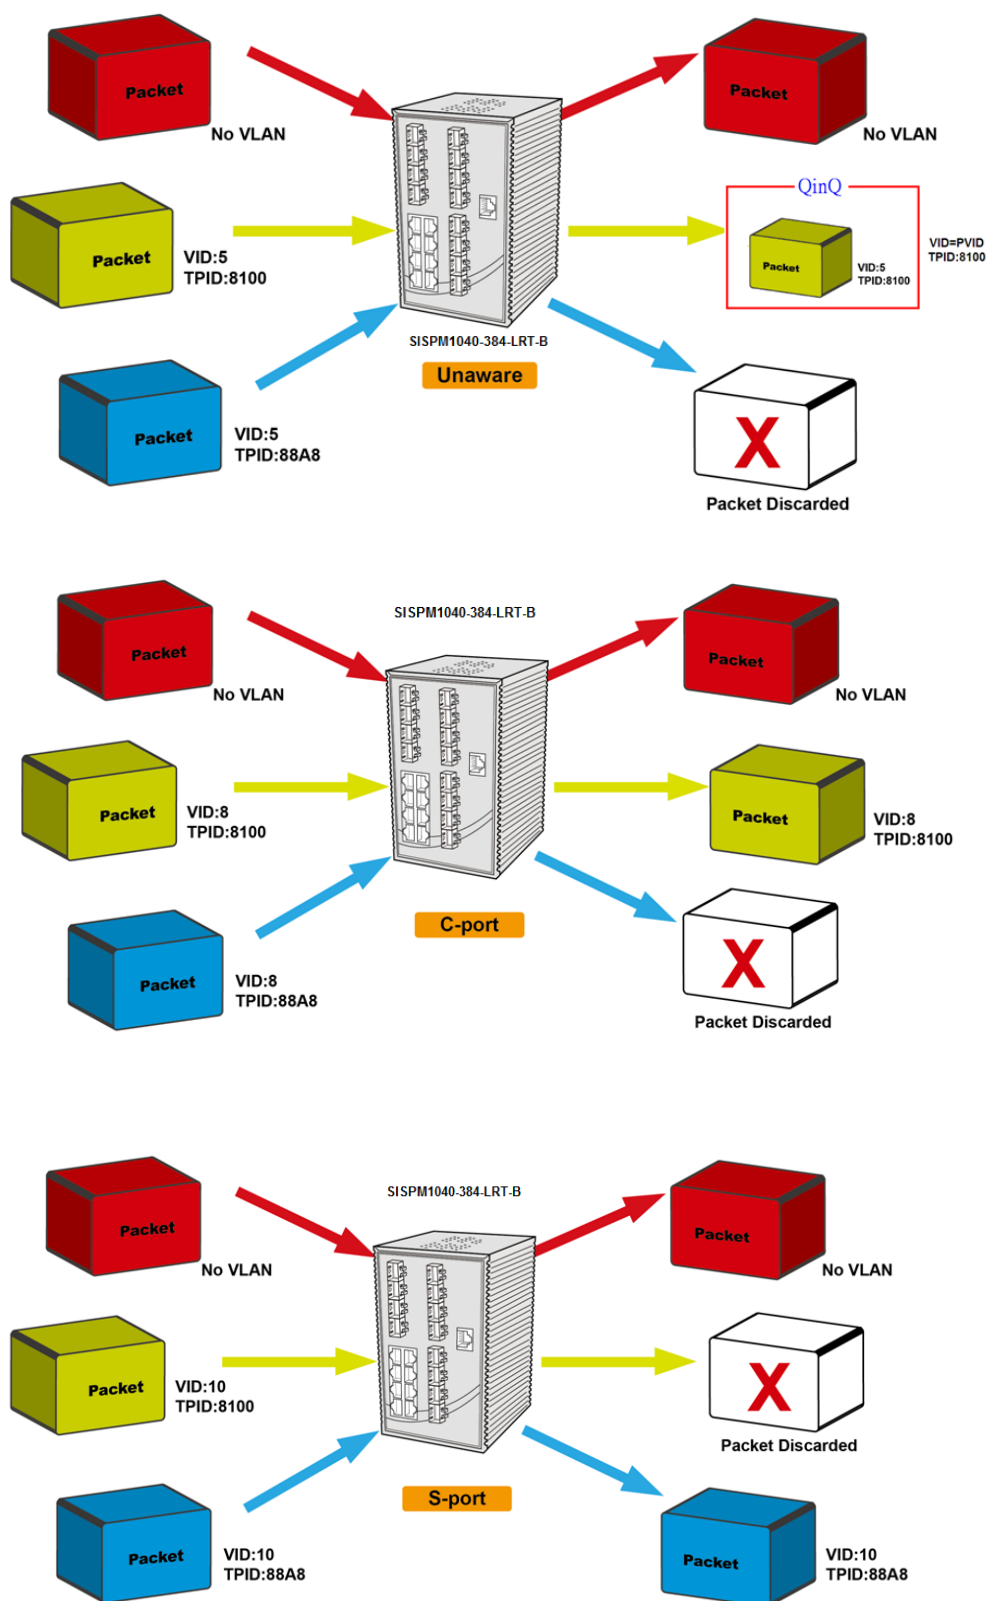 Packet
No VLAN
Packet
No VLAN
Packet
VID:5
TPID:8100
QinQ
Packet
VID:5
TPID:8100
VID=PVID
TPID:8100
SISPM1040-384-LRT-B
Unaware
Packet
VID:5
TPID:88A8
X
Packet Discarded
SISPM1040-384-LRT-B
Packet
No VLAN
Packet
No VLAN
Packet
VID:8
TPID:8100
Packet
VID:8
TPID:8100
C-port
Packet
VID:8
TPID:88A8
X
Packet Discarded
SISPM1040-384-LRT-B
Packet
No VLAN
Packet
No VLAN
Packet
VID:10
TPID:8100
X
Packet Discarded
S-port
Packet
VID:10
TPID:88A8
Packet
VID:10
TPID:88A8